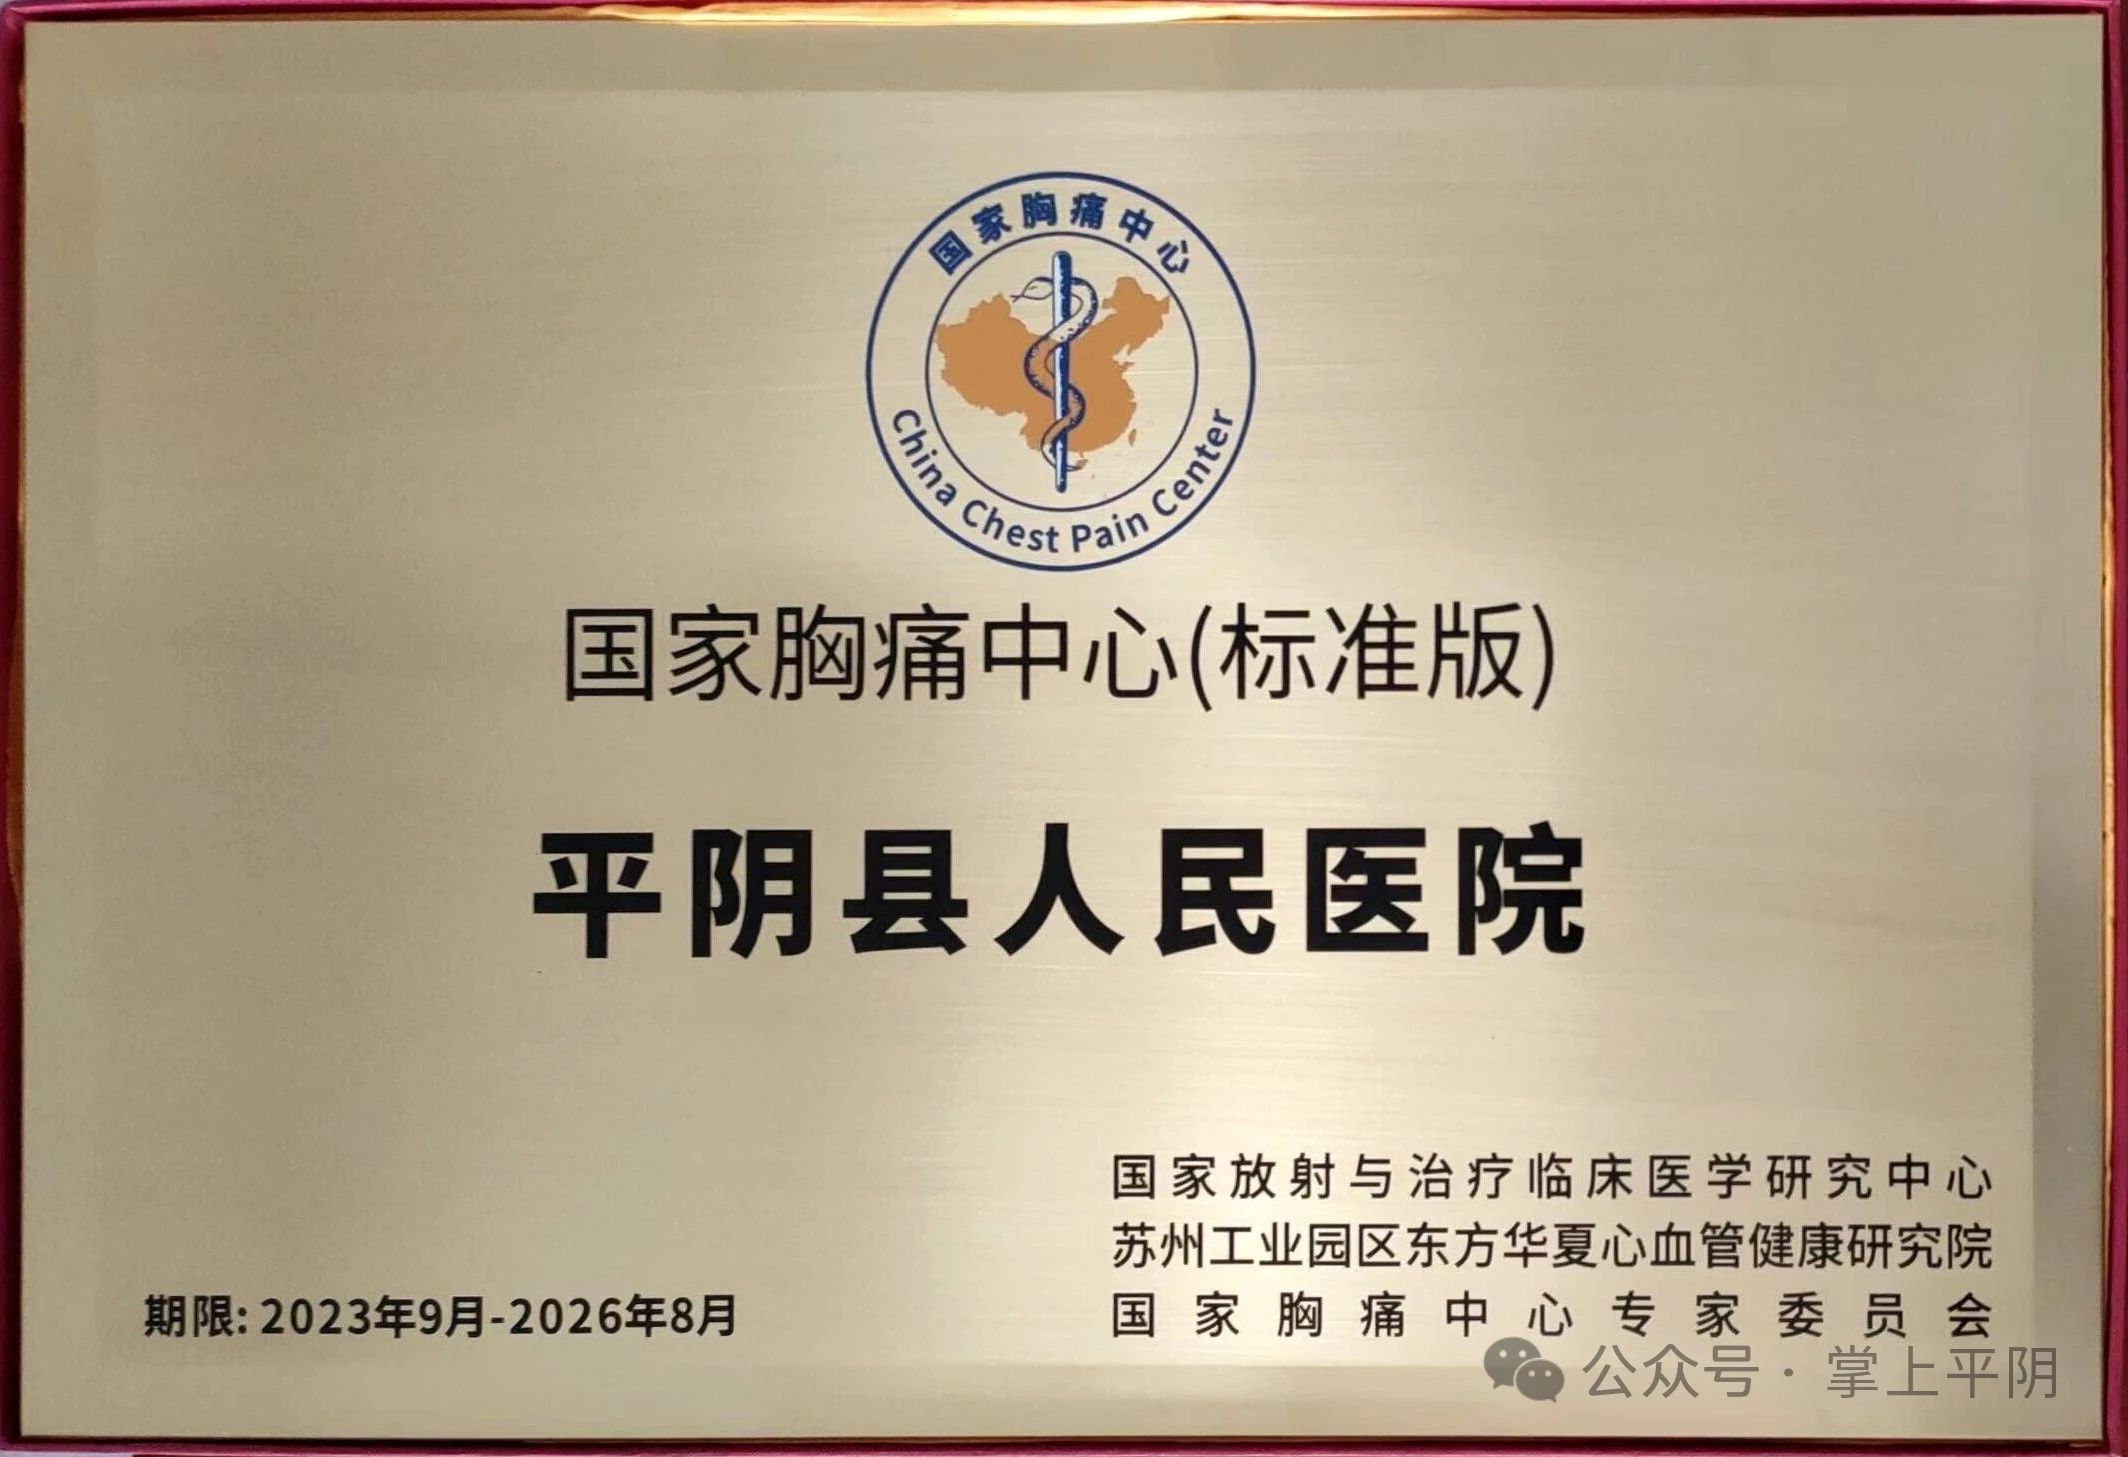 国家胸痛中心
China Chest Pain Center
国家胸痛中心(标准版)
平阴县人民医院
国家放射与治疗临床医学研究中心
苏州工业园区东方华夏心血管健康研究院
国家胸痛中心专家委员会
期限: 2023年9月-2026年8月
公众号·掌上平阴